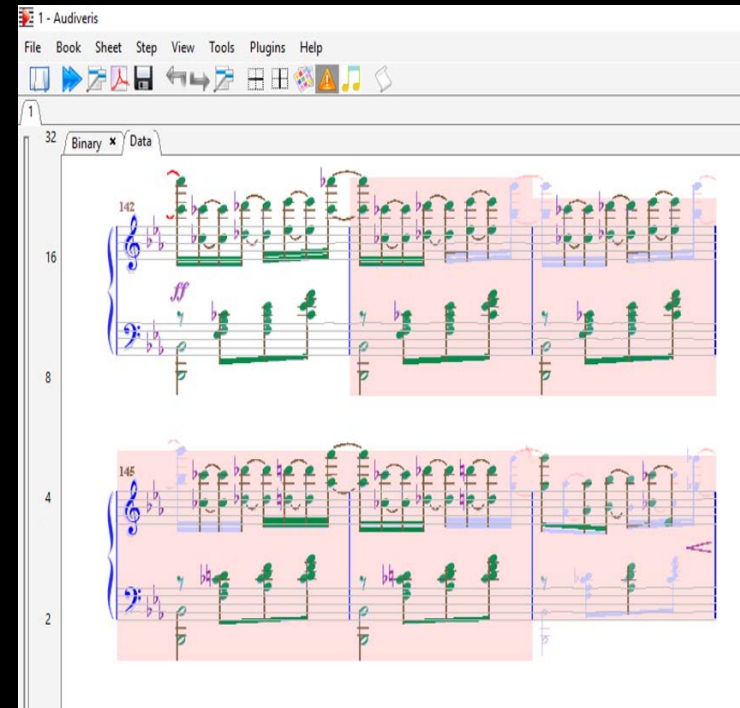 1 - Audiveris
File Book Sheet Step View Tools Plugins Help
1
32
Binary × Data
142
16
ff
8
145
4
2